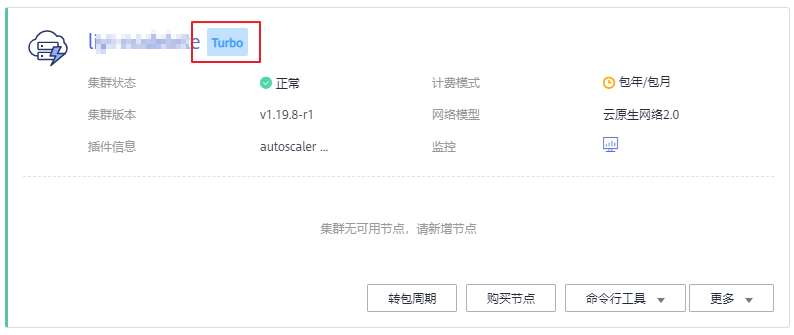 Turbo
集群状态 正常 计费模式 包年/包月
集群版本 v1.19.8-r1 网络模型 云原生网络2.0
插件信息 autoscaler ... 监控
集群无可用节点，请新增节点
转包周期 购买节点 命令行工具 更多